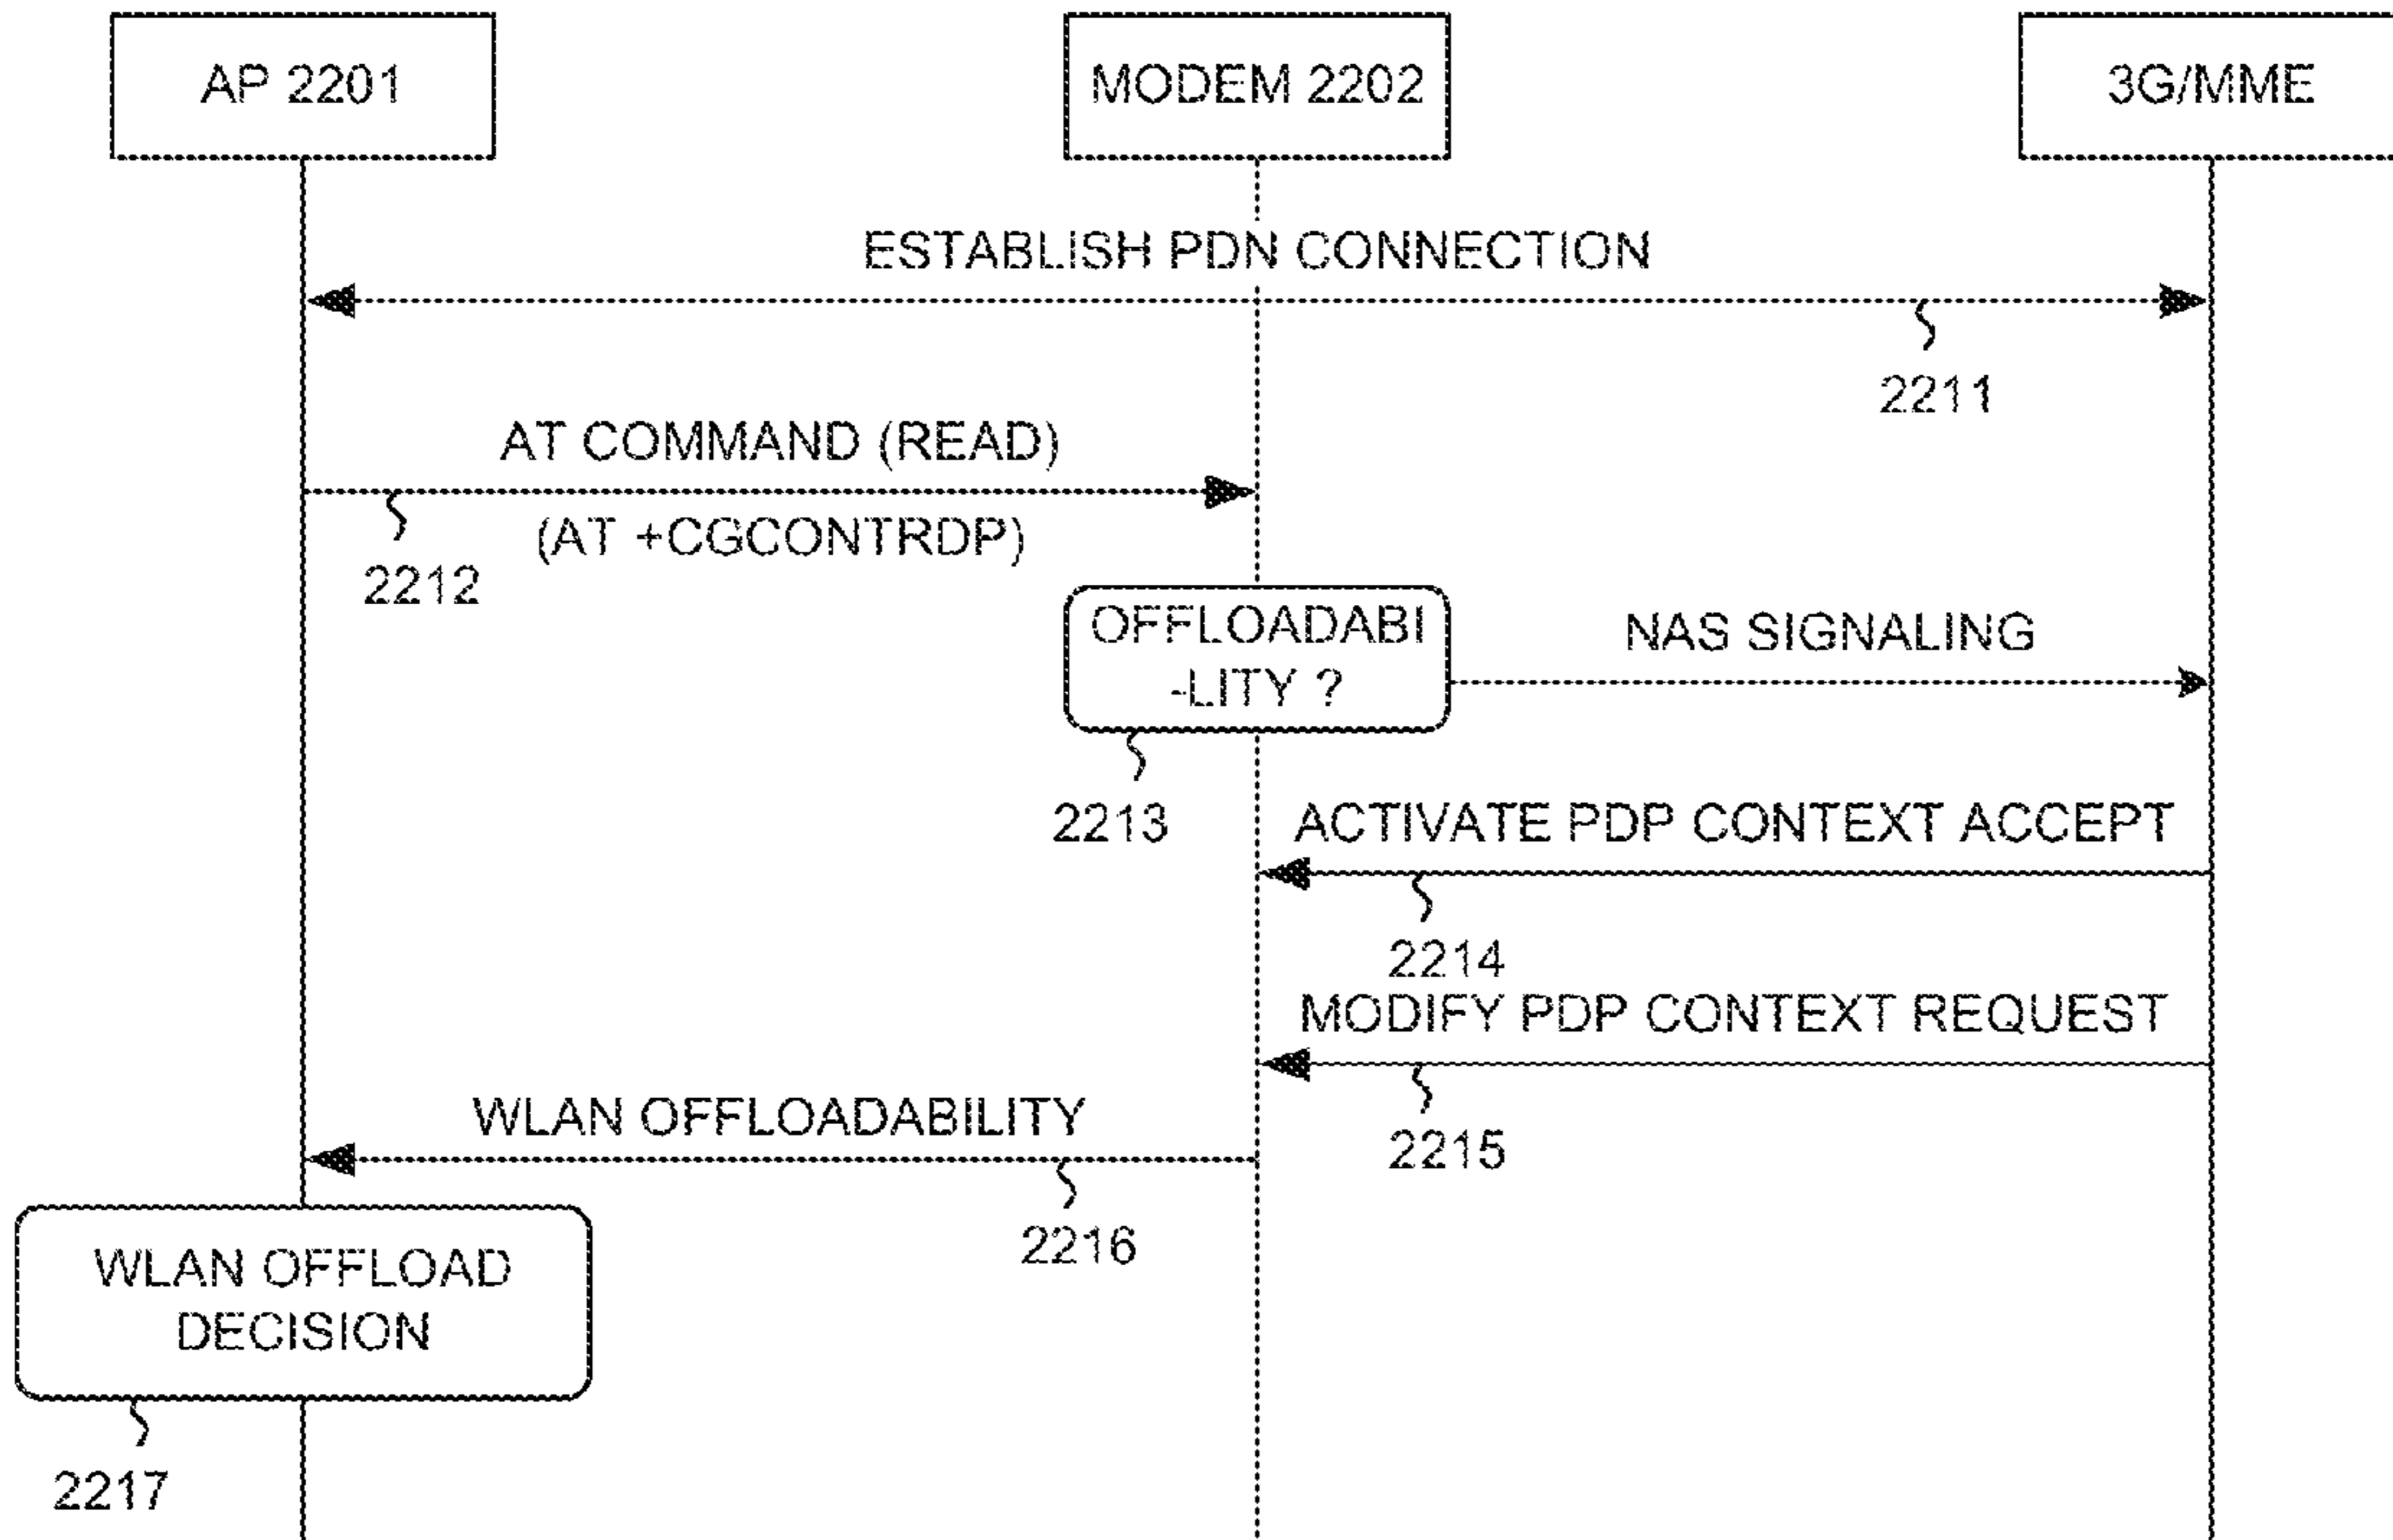 AP 2201
MODEM 2202
3G/MME
ESTABLISH PDN CONNECTION
2211
AT COMMAND (READ)
(AT +CGCONTRDP)
2212
OFFLOADABI
-LITY ?
NAS SIGNALING
2213
ACTIVATE PDP CONTEXT ACCEPT
2214
MODIFY PDP CONTEXT REQUEST
2215
WLAN OFFLOADABILITY
2216
WLAN OFFLOAD
DECISION
2217